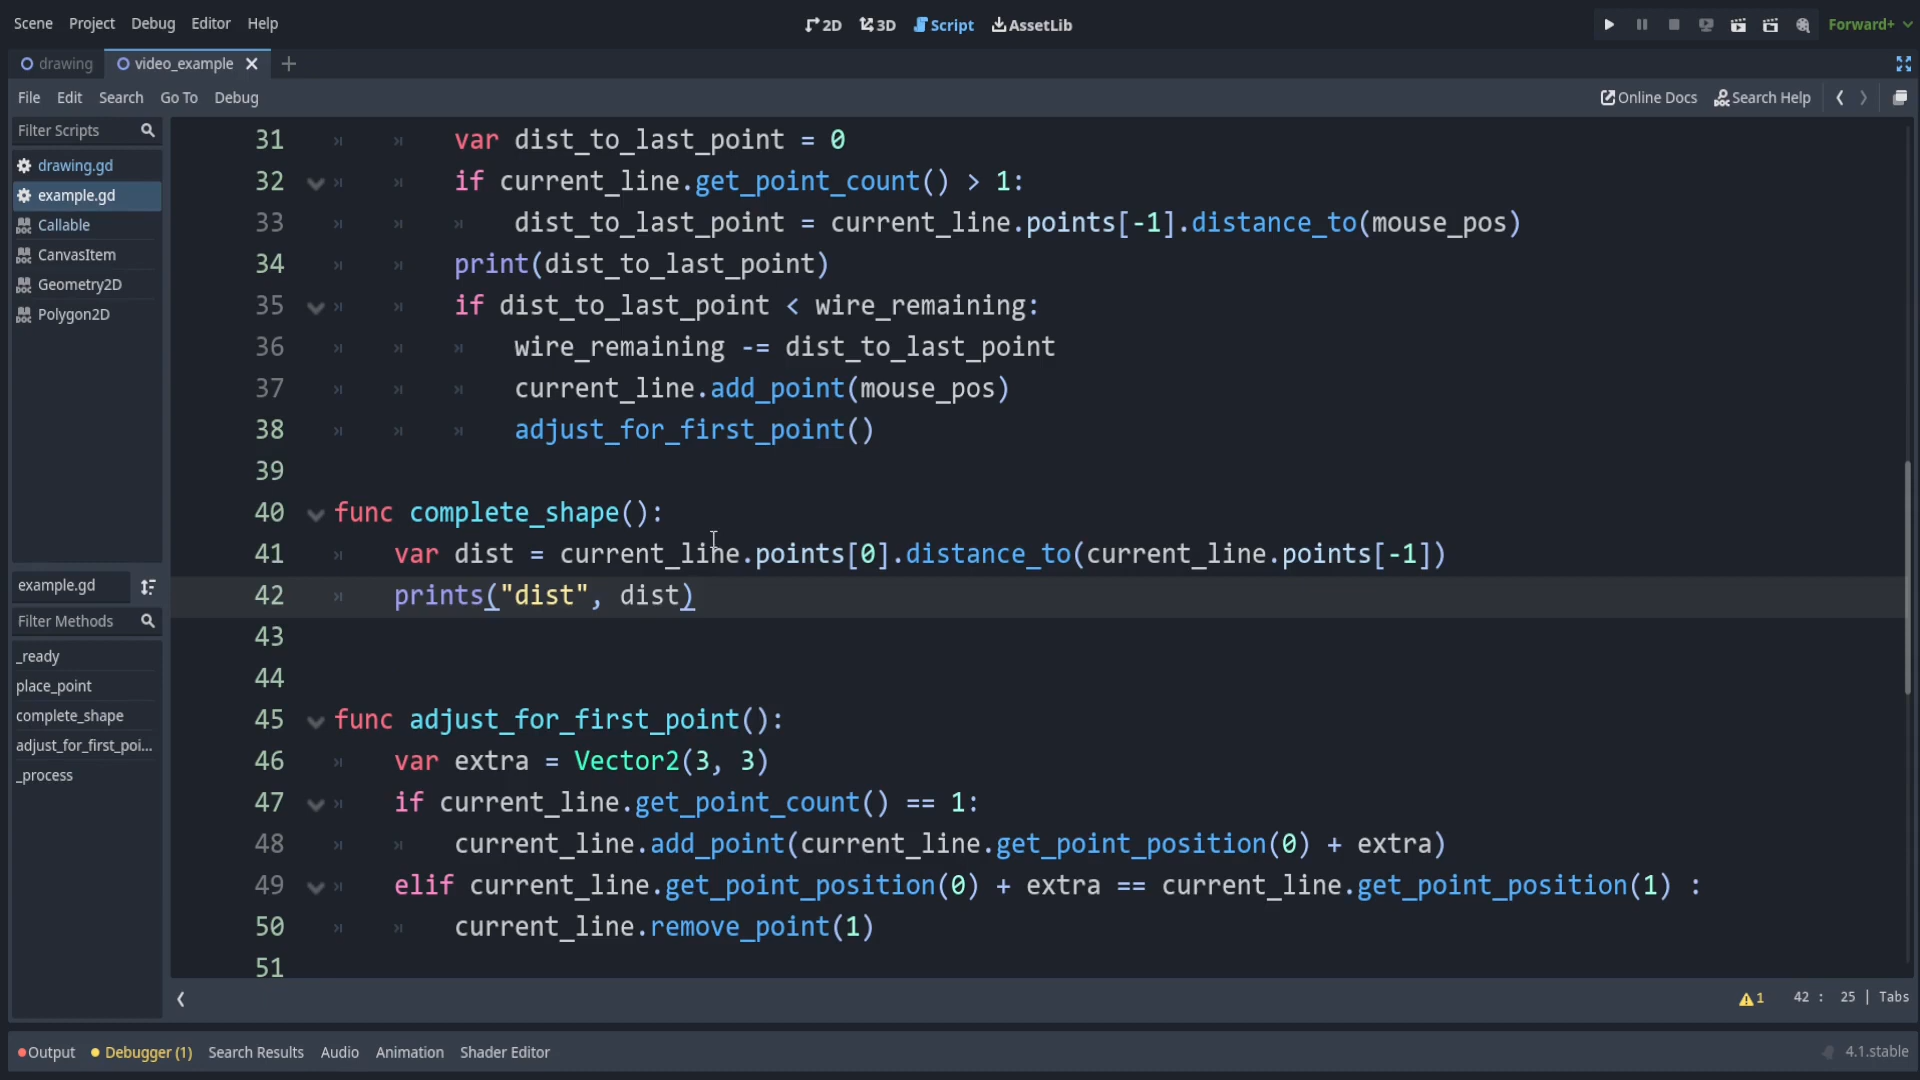 Scene Project Debug Editor Help
2D 3D Script AssetLib
Forward+
drawing video_example
File Edit Search Go To Debug
Online Docs Search Help
Filter Scripts
drawing.gd
example.gd
Callable
CanvasItem
Geometry2D
Polygon2D
example.gd
Filter Methods
_ready
place_point
complete_shape
adjust_for_first_poi...
_process
31 var dist_to_last_point = 0
32 if current_line.get_point_count() > 1:
33 dist_to_last_point = current_line.points[-1].distance_to(mouse_pos)
34 print(dist_to_last_point)
35 if dist_to_last_point < wire_remaining:
36 wire_remaining -= dist_to_last_point
37 current_line.add_point(mouse_pos)
38 adjust_for_first_point()
39
40 func complete_shape():
41 var dist = current_line.points[0].distance_to(current_line.points[-1])
42 prints("dist", dist)
43
44
45 func adjust_for_first_point():
46 var extra = Vector2(3, 3)
47 if current_line.get_point_count() == 1:
48 current_line.add_point(current_line.get_point_position(0) + extra)
49 elif current_line.get_point_position(0) + extra == current_line.get_point_position(1) :
50 current_line.remove_point(1)
51
1 42 : 25 | Tabs
Output Debugger (1) Search Results Audio Animation Shader Editor
4.1.stable